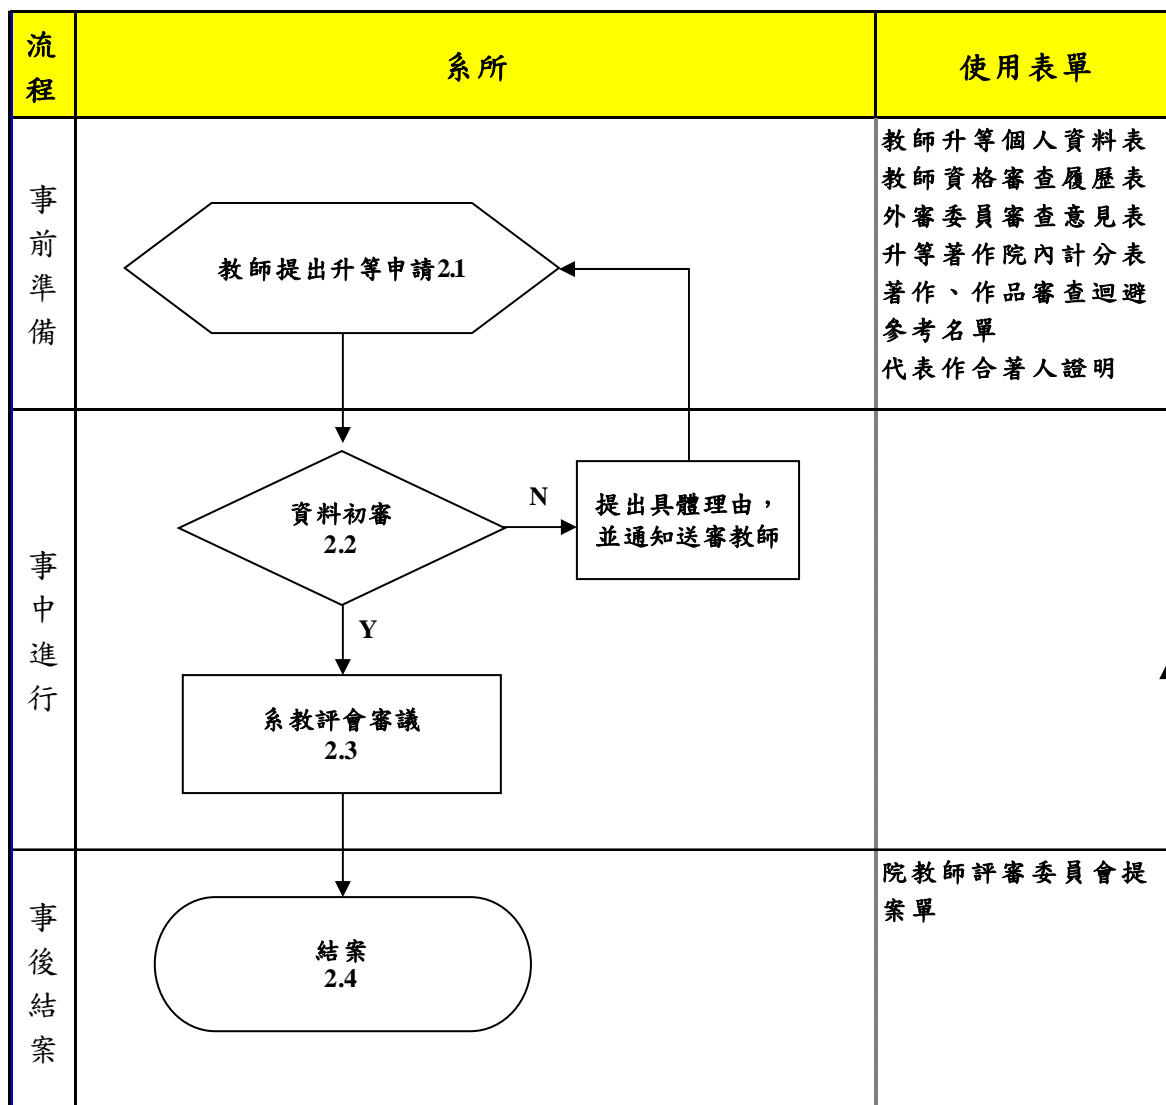 流
程
系所
使用表單
事
前
準
備
教師提出升等申請2.1
教師升等個人資料表
教師資格審查履歷表
外審委員審查意見表
升等著作院內計分表
著作、作品審查迴避
參考名單
代表作合著人證明
事
中
進
行
資料初審
2.2
N
提出具體理由，
並通知送審教師
Y
系教評會審議
2.3
事
後
結
案
結案
2.4
院教師評審委員會提
案單